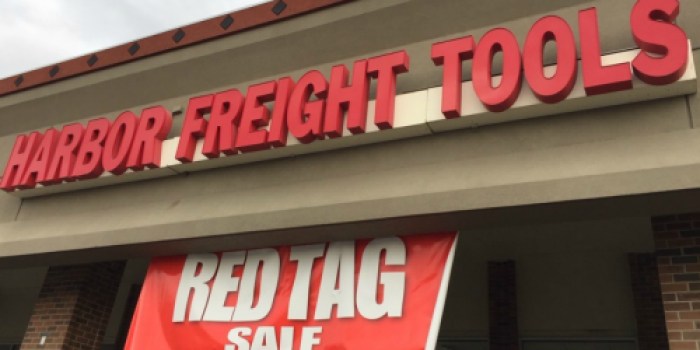 HARBOR FREIGHT TOOLS
RED TAG
SALE